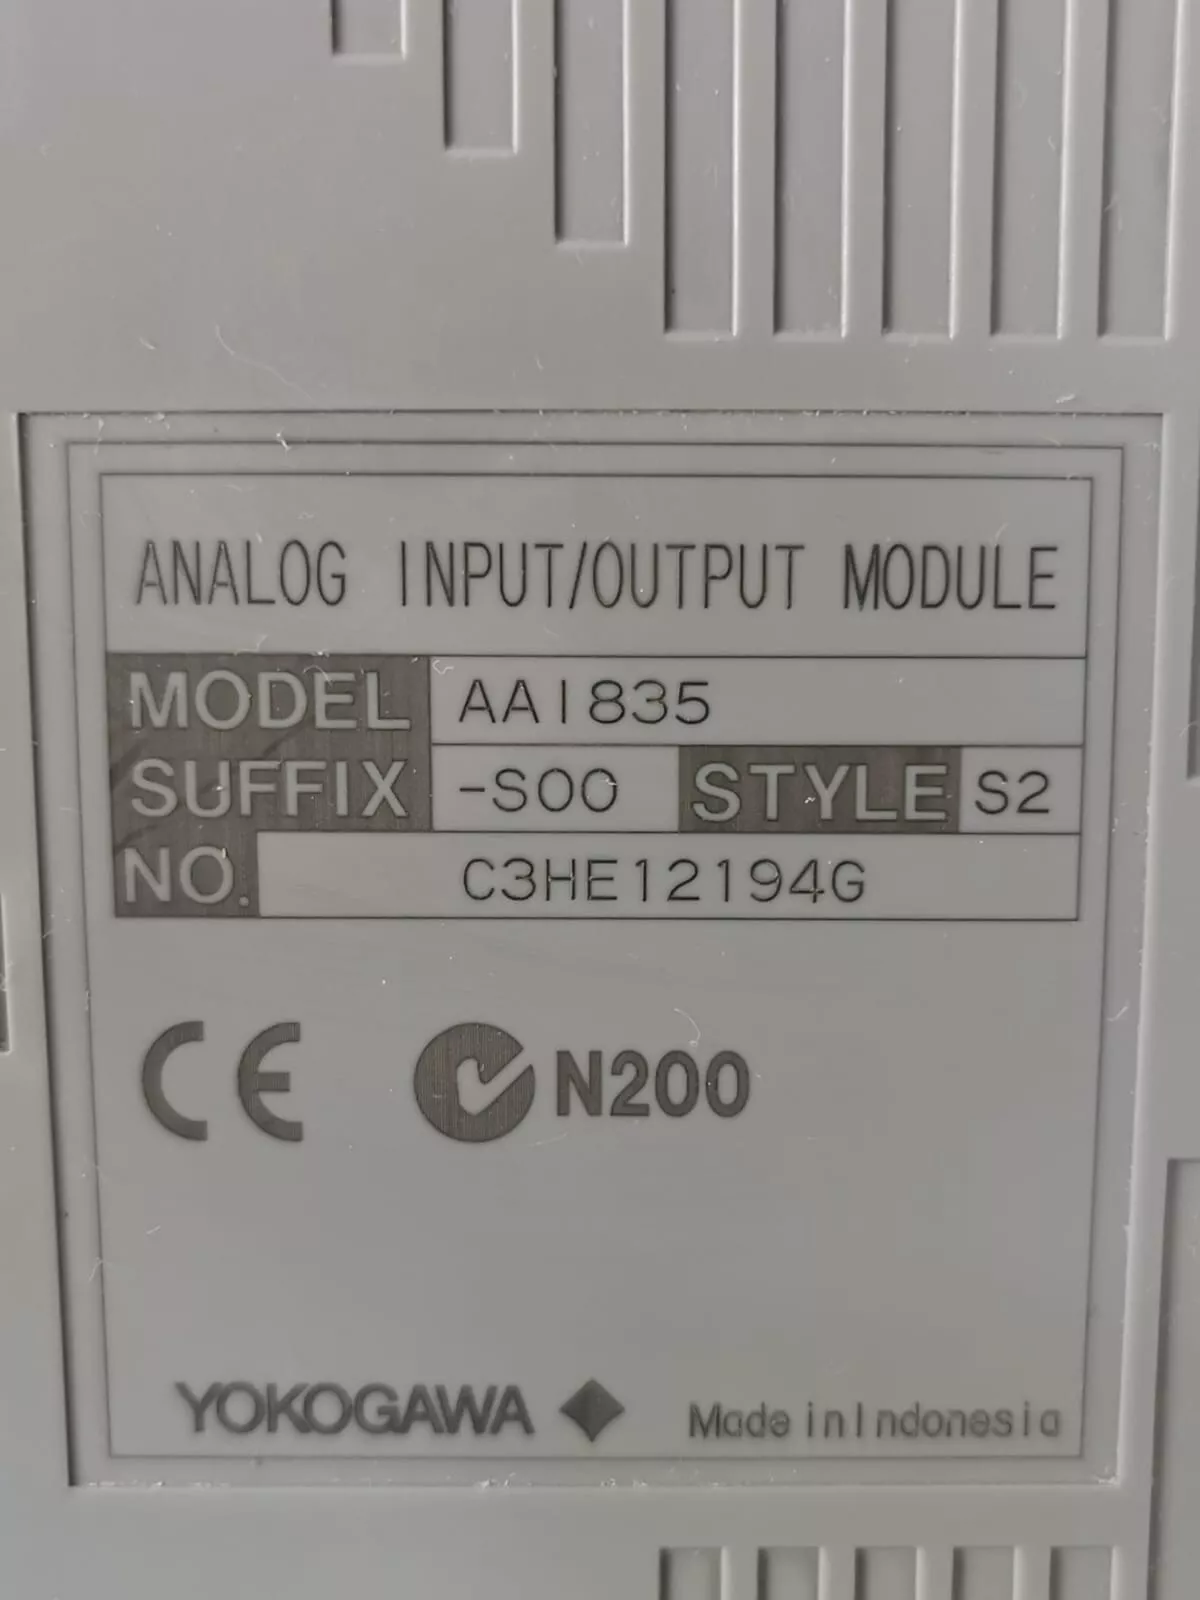 ANALOG INPUT/OUTPUT MODULE
MODEL AAI835
SUFFIX -S00 STYLE S2
NO. C3HE12194G
CE N200
YOKOGAWA Made in Indonesia